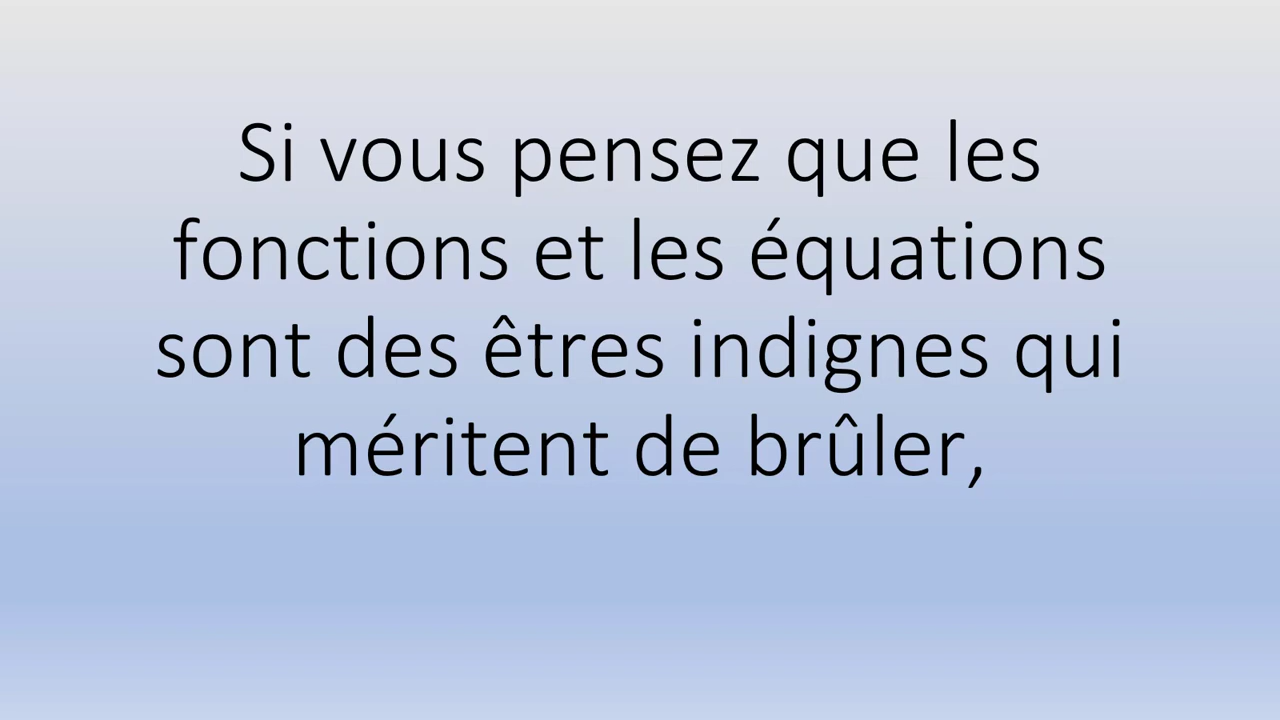 Si vous pensez que les
fonctions et les équations
sont des êtres indignes qui
méritent de brûler,